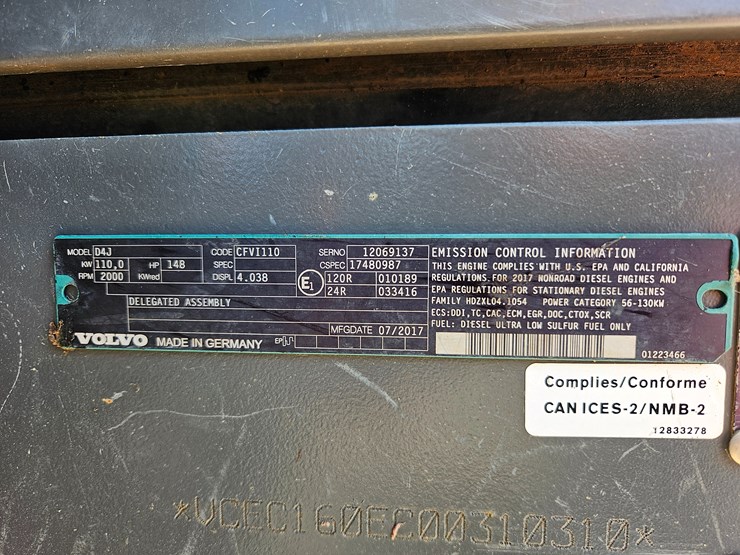 MODEL D4J CODE CFVI110 SERNO 12069137
KW 110,0 HP 148 SPEC CSPEC 17480987
RPM 2000 KWred DISPL 4.038 E1 120R 010189
24R 033416
DELEGATED ASSEMBLY
MFGDATE 07/2017
VOLVO MADE IN GERMANY EP
EMISSION CONTROL INFORMATION
THIS ENGINE COMPLIES WITH U.S. EPA AND CALIFORNIA
REGULATIONS FOR 2017 NONROAD DIESEL ENGINES AND
EPA REGULATIONS FOR STATIONARY DIESEL ENGINES
FAMILY HDZXL04.1054 POWER CATEGORY 56-130KW
ECS:DDI,TC,CAC,ECM,EGR,DOC,CTOX,SCR
FUEL: DIESEL ULTRA LOW SULFUR FUEL ONLY
01223466
Complies/Conforme
CAN ICES-2/NMB-2
12833278
*VCEC160EC00310310*